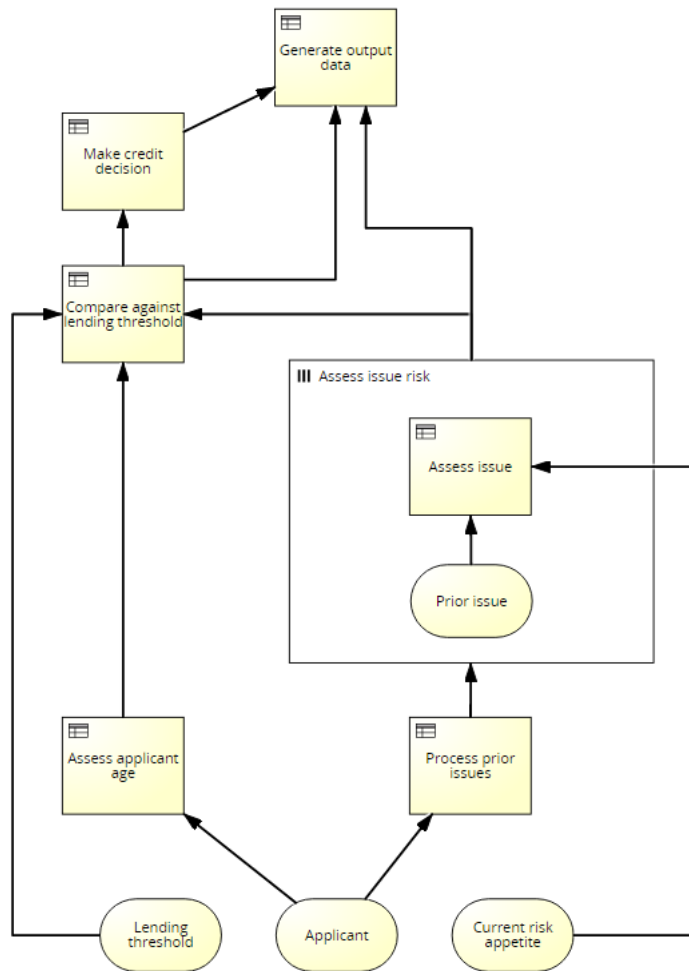 Generate output
data
Make credit
decision
Compare against
lending threshold
Assess issue risk
Assess issue
Prior issue
Assess applicant
age
Process prior
issues
Lending
threshold
Applicant
Current risk
appetite